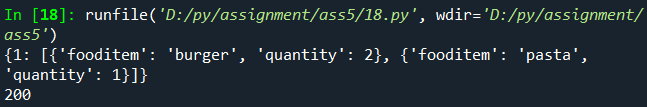 In [18]: runfile('D:/py/assignment/ass5/18.py', wdir='D:/py/assignment/
ass5')
{1: [{'fooditem': 'burger', 'quantity': 2}, {'fooditem': 'pasta',
'quantity': 1}]}
200